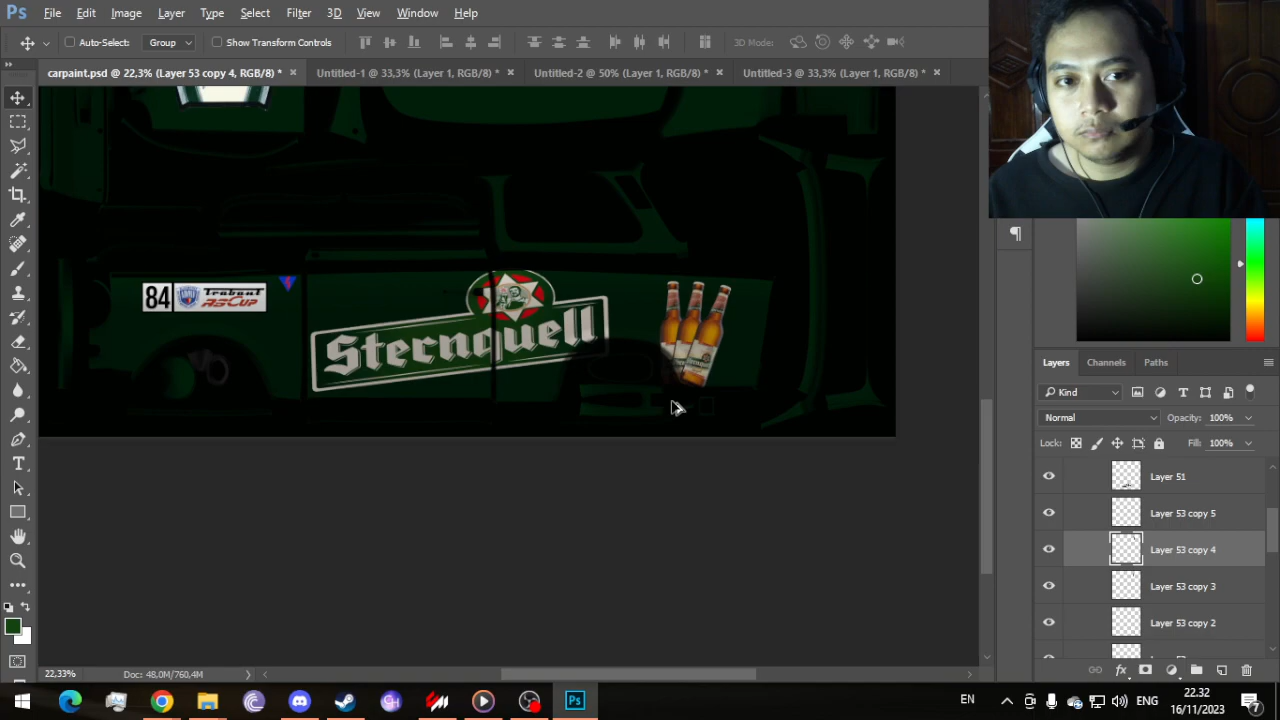 Ps File Edit Image Layer Type Select Filter 3D View Window Help
Auto-Select: Group Show Transform Controls 3D Mode:
carpaint.psd @ 22,3% (Layer 53 copy 4, RGB/8) * × Untitled-1 @ 33,3% (Layer 1, RGB/8) * × Untitled-2 @ 50% (Layer 1, RGB/8) * × Untitled-3 @ 33,3% (Layer 1, RGB/8) * ×
84 Trabant
RS CUP
Sternquell
Layers Channels Paths
Kind
Normal Opacity: 100%
Lock: Fill: 100%
Layer 51
Layer 53 copy 5
Layer 53 copy 4
Layer 53 copy 3
Layer 53 copy 2
22,33% Doc: 48,0M/760,4M
EN ENG 22.32
16/11/2023 7